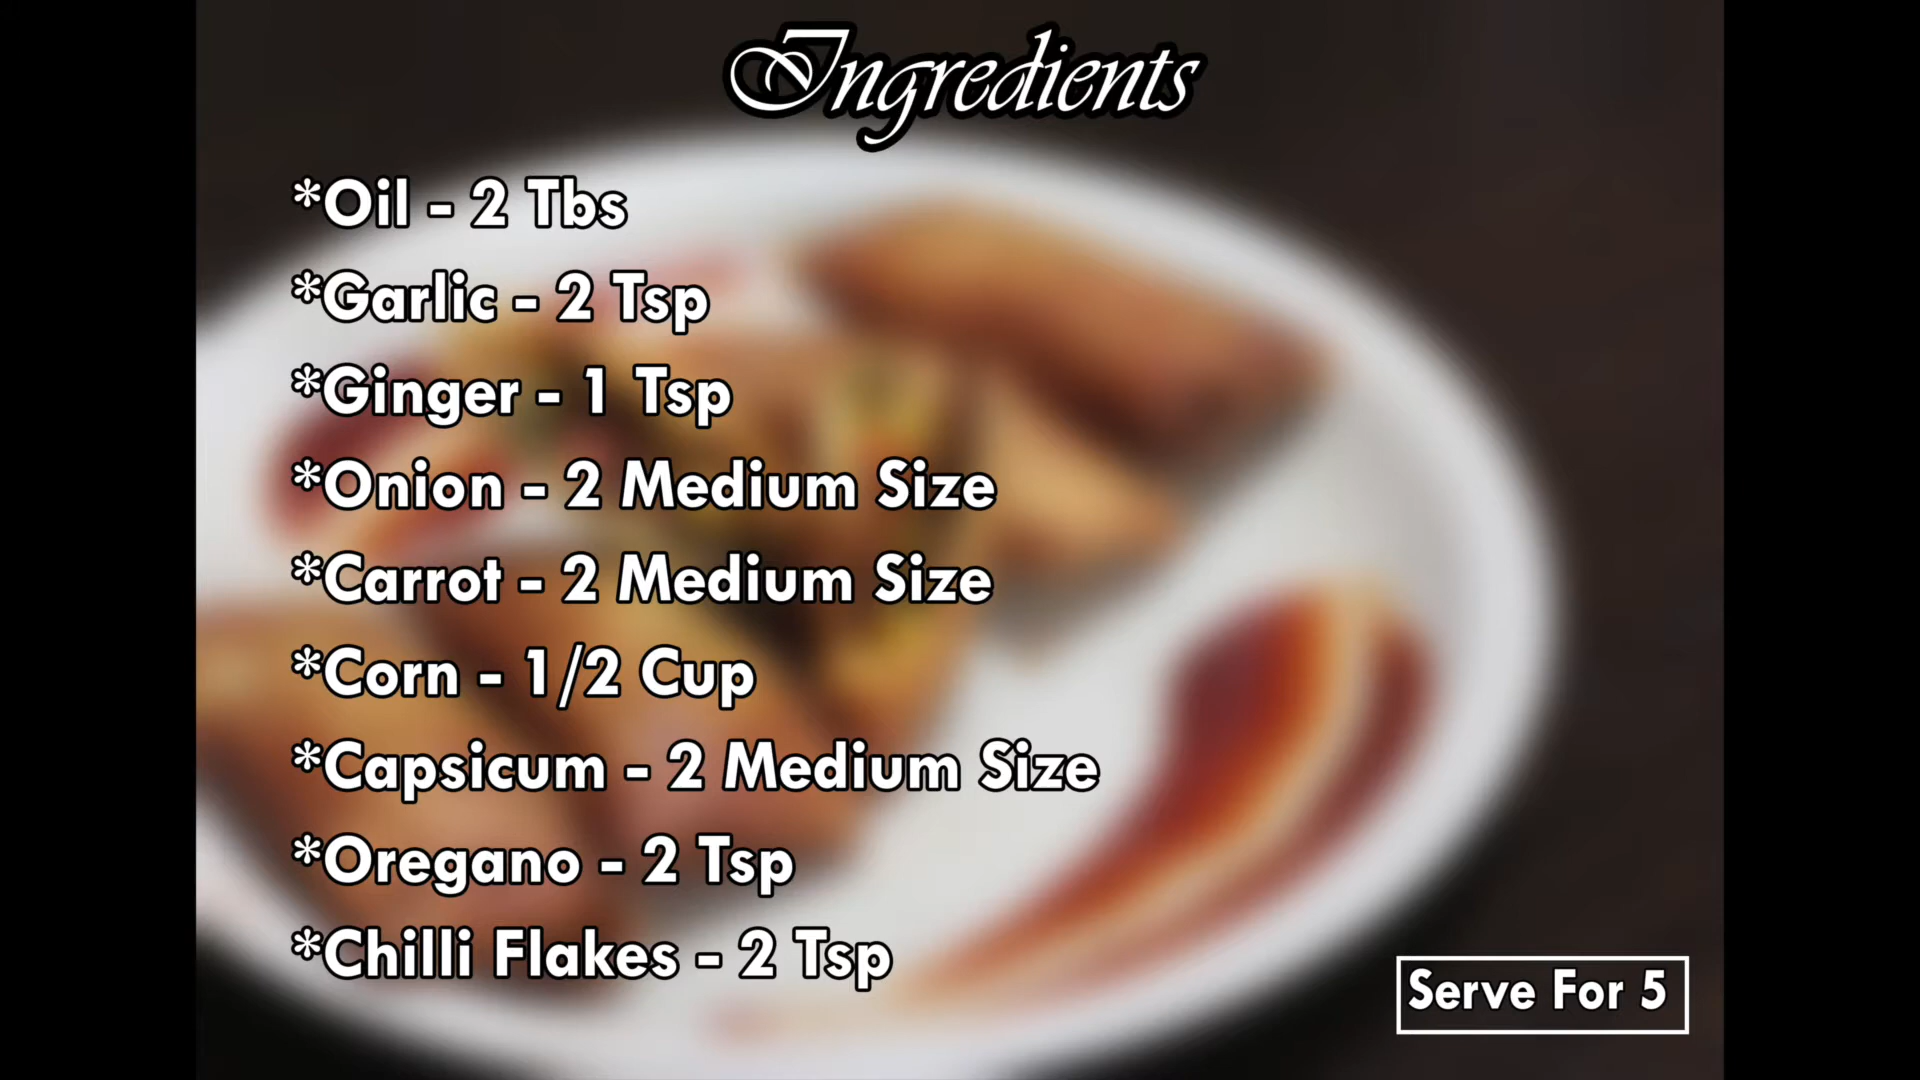 Ingredients
*Oil - 2 Tbs
*Garlic - 2 Tsp
*Ginger - 1 Tsp
*Onion - 2 Medium Size
*Carrot - 2 Medium Size
*Corn - 1/2 Cup
*Capsicum - 2 Medium Size
*Oregano - 2 Tsp
*Chilli Flakes - 2 Tsp
Serve For 5